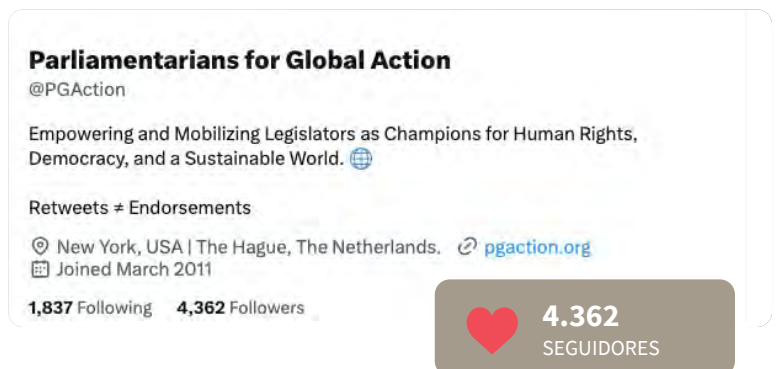 Parliamentarians for Global Action
@PGAction
Empowering and Mobilizing Legislators as Champions for Human Rights,
Democracy, and a Sustainable World. 🌐
Retweets ≠ Endorsements
New York, USA | The Hague, The Netherlands. pgaction.org
Joined March 2011
1,837 Following 4,362 Followers
4.362
SEGUIDORES